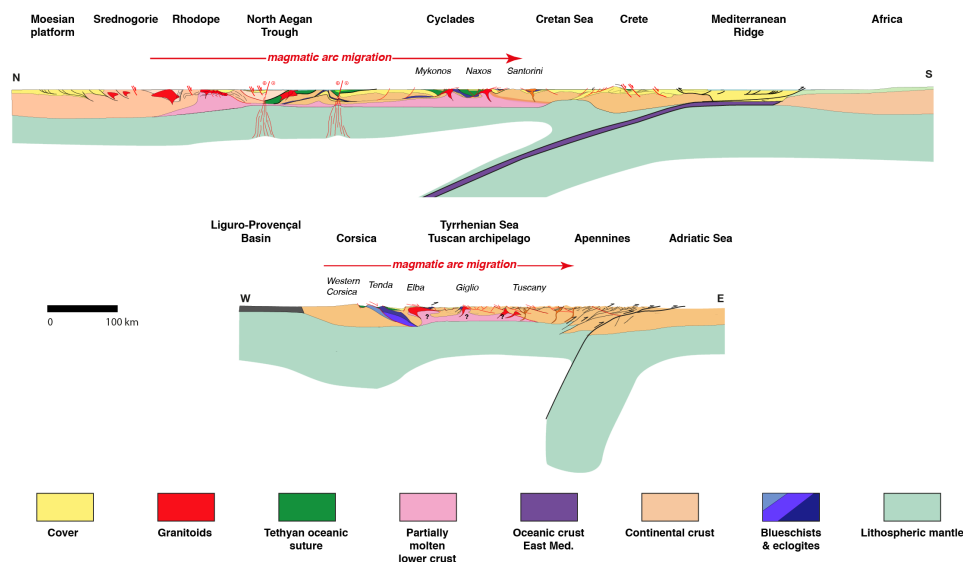 Moesian
platform
Srednogorie
Rhodope
North Aegan
Trough
Cyclades
Cretan Sea
Crete
Mediterranean
Ridge
Africa
magmatic arc migration
Mykonos
Naxos
Santorini
N
S
Liguro-Provençal
Basin
Corsica
Tyrrhenian Sea
Tuscan archipelago
Apennines
Adriatic Sea
magmatic arc migration
Western
Corsica
Tenda
Elba
Giglio
Tuscany
W
E
? ? ?
0 100 km
Cover
Granitoids
Tethyan oceanic
suture
Partially
molten
lower crust
Oceanic crust
East Med.
Continental crust
Blueschists
& eclogites
Lithospheric mantle